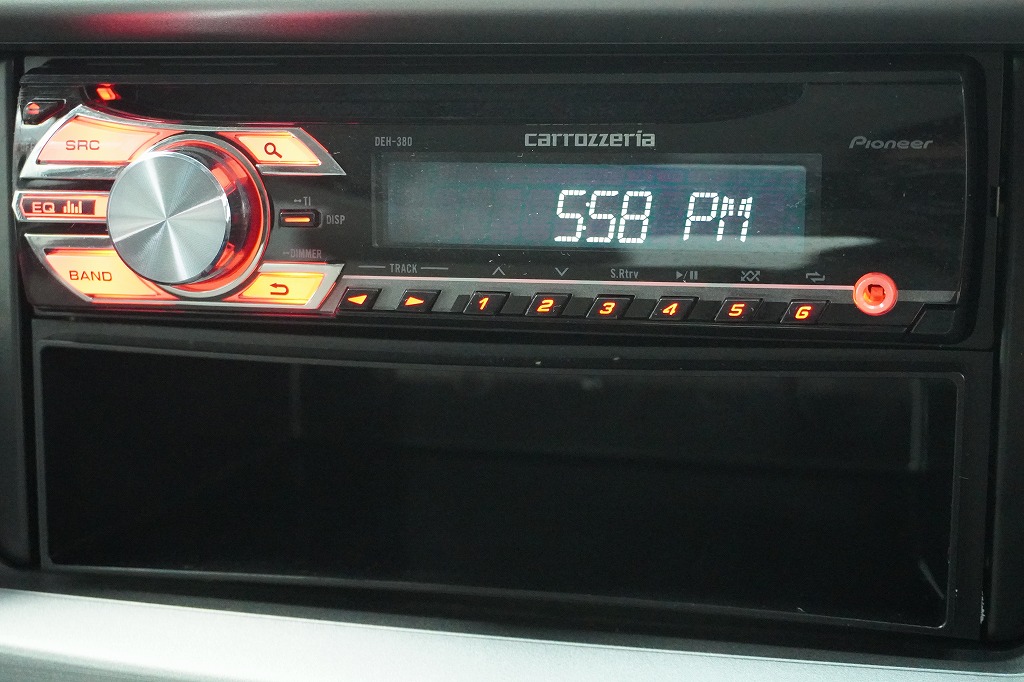 DEH-380
carrozzeria
Pioneer
SRC
EQ
TI
DISP
558 PM
DIMMER
BAND
TRACK
S.Rtrv
1 2 3 4 5 6